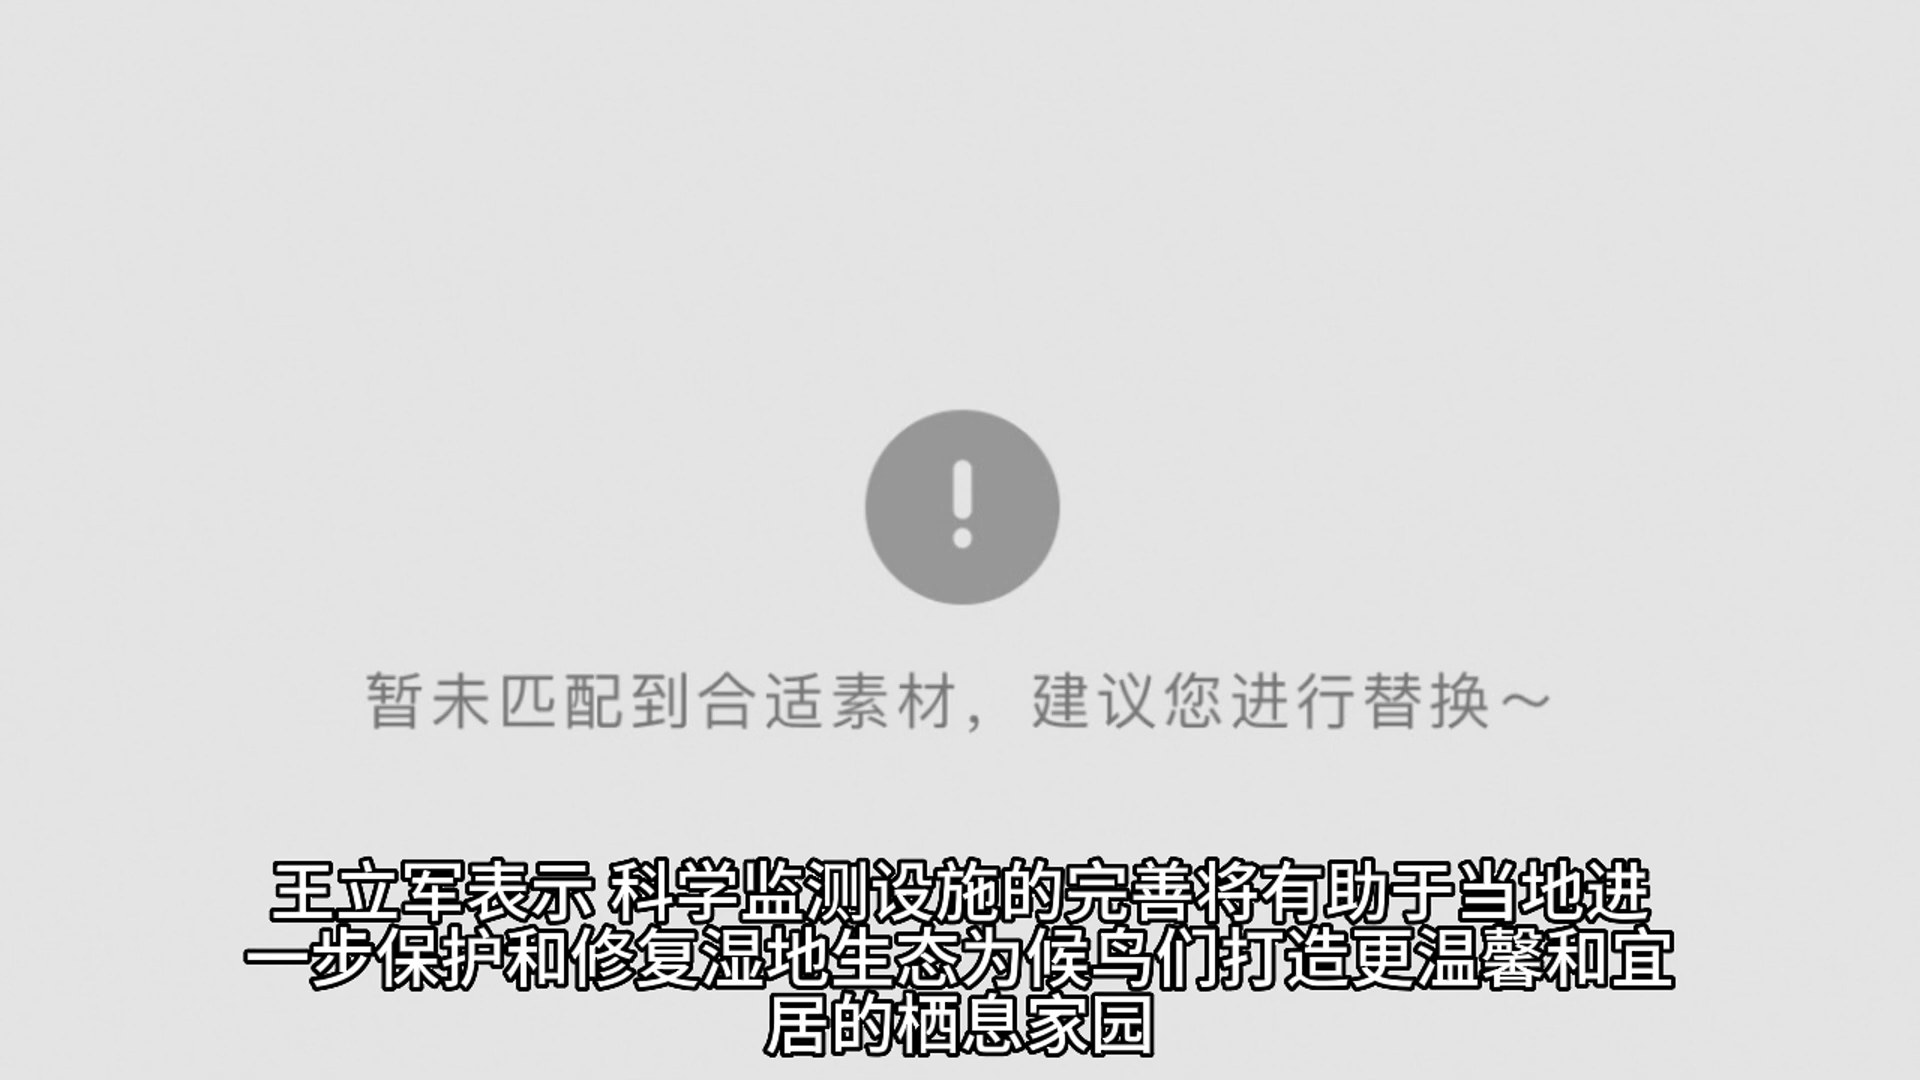 暂未匹配到合适素材，建议您进行替换～
王立军表示 科学监测设施的完善将有助于当地进
一步保护和修复湿地生态为候鸟们打造更温馨和宜
居的栖息家园